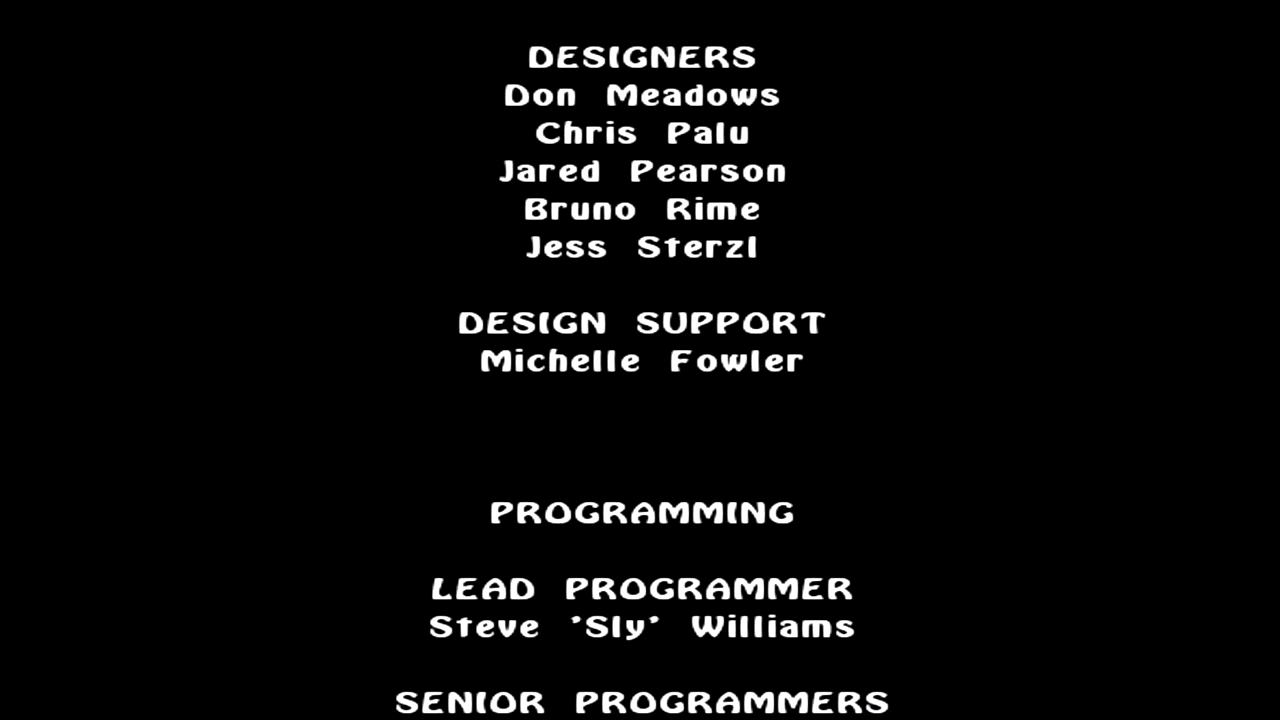 DESIGNERS
Don Meadows
Chris Palu
Jared Pearson
Bruno Rime
Jess Sterzl
DESIGN SUPPORT
Michelle Fowler
PROGRAMMING
LEAD PROGRAMMER
Steve 'Sly' Williams
SENIOR PROGRAMMERS